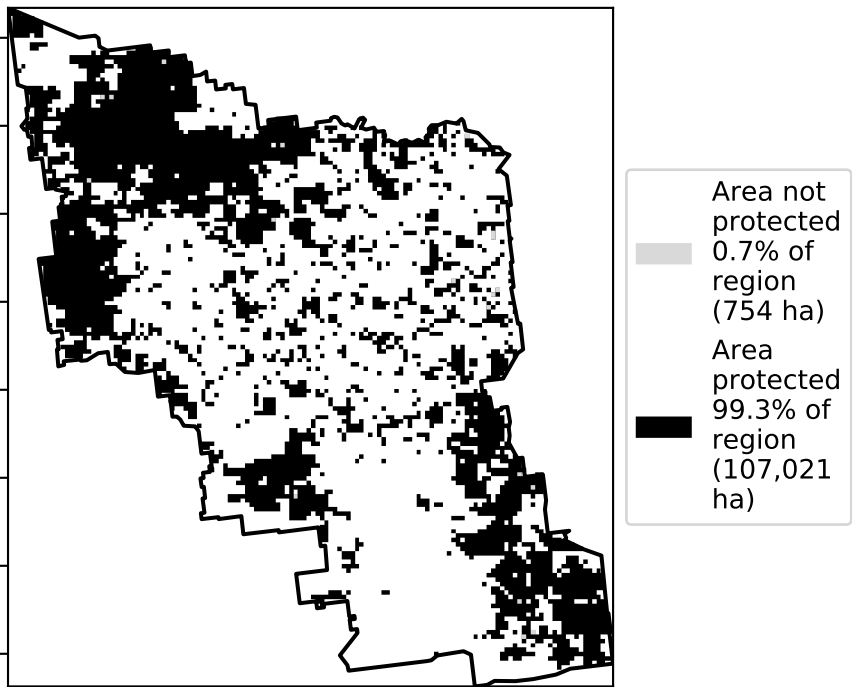 Area not
protected
0.7% of
region
(754 ha)
Area
protected
99.3% of
region
(107,021
ha)